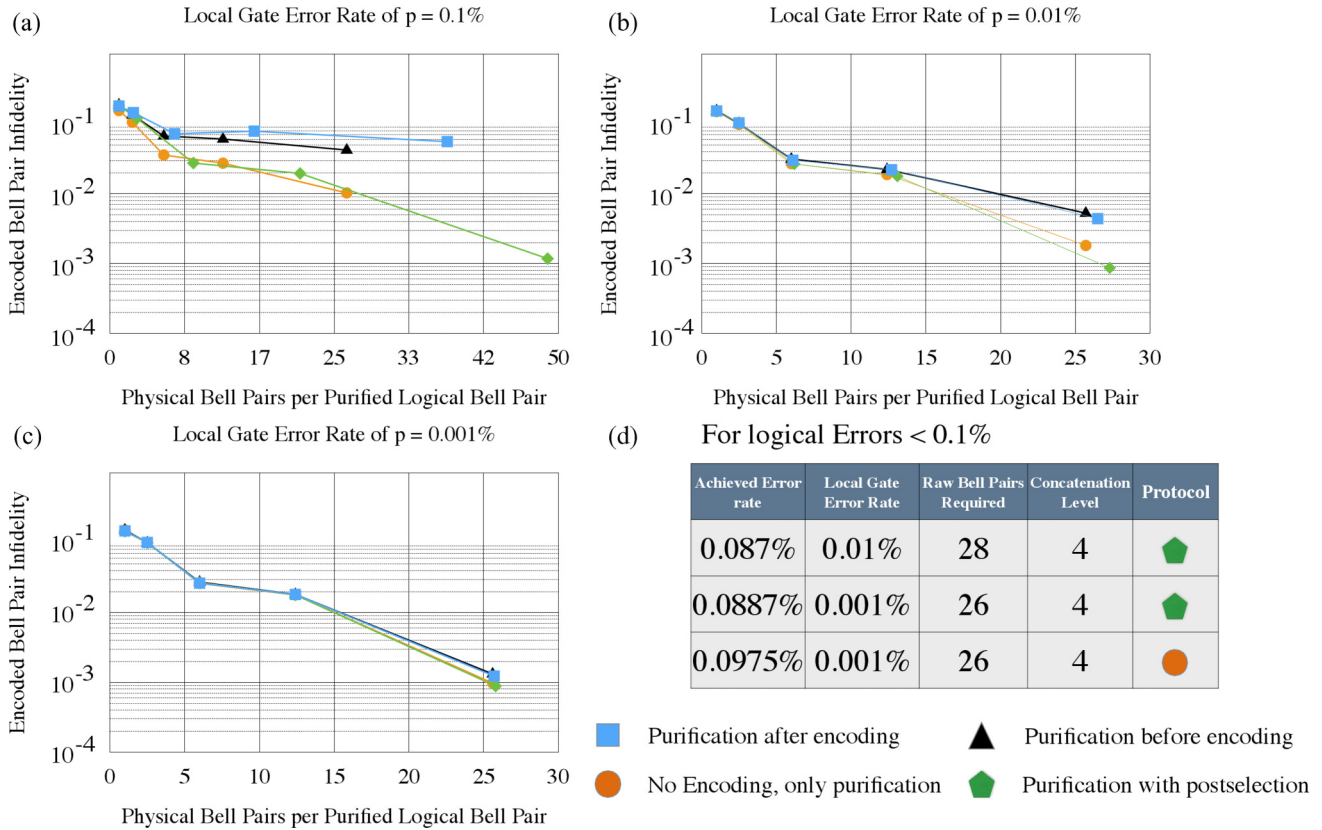 (a)
Local Gate Error Rate of p = 0.1%
Encoded Bell Pair Infidelity
10-1
10-2
10-3
10-4
0 8 17 25 33 42 50
Physical Bell Pairs per Purified Logical Bell Pair
(b)
Local Gate Error Rate of p = 0.01%
Encoded Bell Pair Infidelity
10-1
10-2
10-3
10-4
0 5 10 15 20 25 30
Physical Bell Pairs per Purified Logical Bell Pair
(c)
Local Gate Error Rate of p = 0.001%
Encoded Bell Pair Infidelity
10-1
10-2
10-3
10-4
0 5 10 15 20 25 30
Physical Bell Pairs per Purified Logical Bell Pair
(d)
For logical Errors < 0.1%
Achieved Error rate Local Gate Error Rate Raw Bell Pairs Required Concatenation Level Protocol
0.087% 0.01% 28 4
0.0887% 0.001% 26 4
0.0975% 0.001% 26 4
Purification after encoding
Purification before encoding
No Encoding, only purification
Purification with postselection